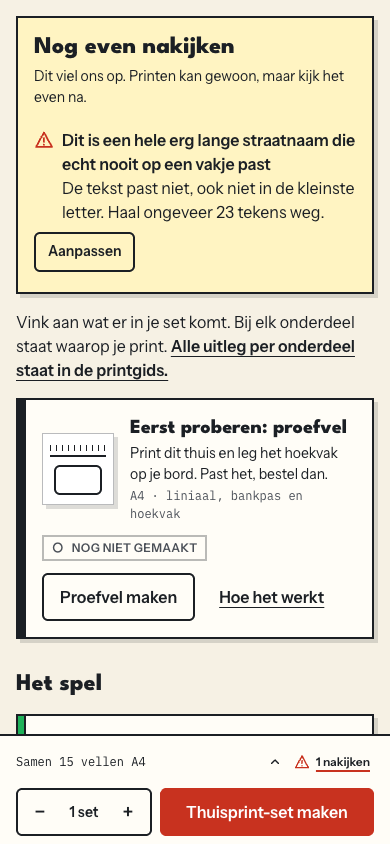 Nog even nakijken
Dit viel ons op. Printen kan gewoon, maar kijk het
even na.
Dit is een hele erg lange straatnaam die
echt nooit op een vakje past
De tekst past niet, ook niet in de kleinste
letter. Haal ongeveer 23 tekens weg.
Aanpassen
Vink aan wat er in je set komt. Bij elk onderdeel
staat waarop je print. Alle uitleg per onderdeel
staat in de printgids.
Eerst proberen: proefvel
Print dit thuis en leg het hoekvak
op je bord. Past het, bestel dan.
A4 · liniaal, bankpas en
hoekvak
NOG NIET GEMAAKT
Proefvel maken
Hoe het werkt
Het spel
Samen 15 vellen A4
1 nakijken
− 1 set +
Thuisprint-set maken